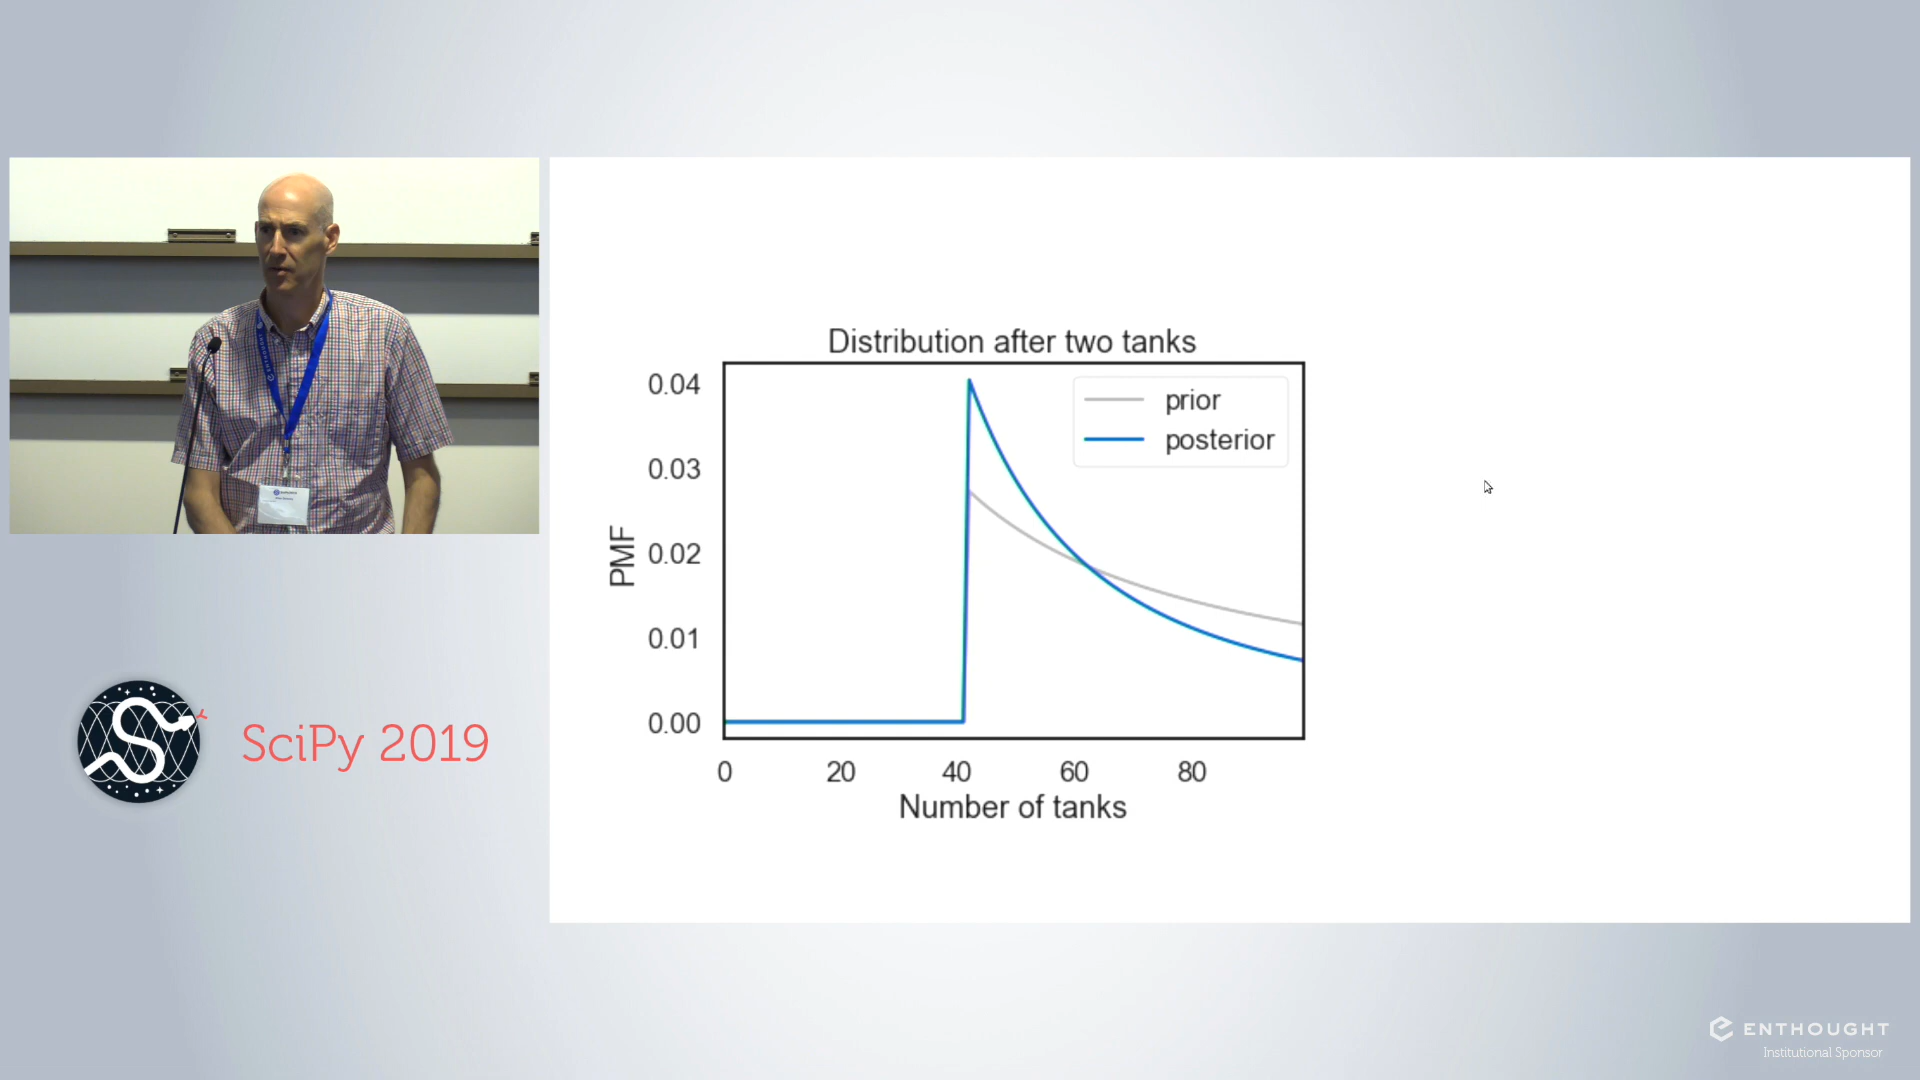 Distribution after two tanks
prior
posterior
0.04
0.03
0.02
0.01
0.00
PMF
0
20
40
60
80
Number of tanks
ENTHOUGHT
SciPy 2019
ENTHOUGHT
Institutional Sponsor